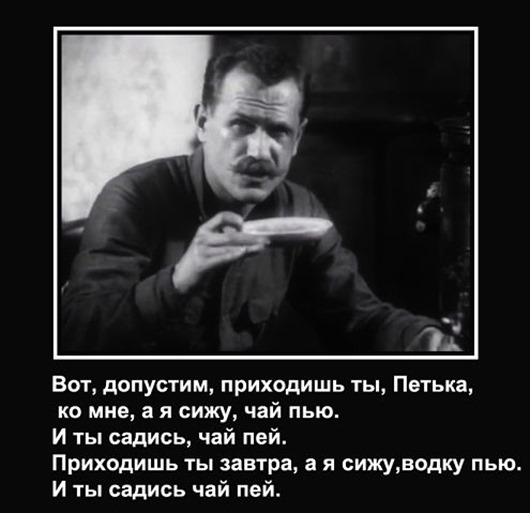 Вот, допустим, приходишь ты, Петька,
ко мне, а я сижу, чай пью.
И ты садись, чай пей.
Приходишь ты завтра, а я сижу,водку пью.
И ты садись чай пей.